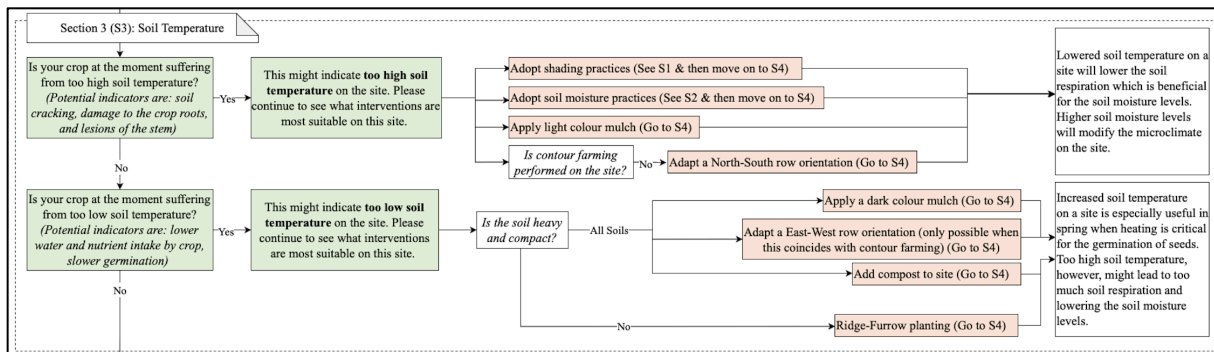 Section 3 (S3): Soil Temperature
Is your crop at the moment suffering
from too high soil temperature?
(Potential indicators are: soil
cracking, damage to the crop roots,
and lesions of the stem)
Yes
This might indicate too high soil
temperature on the site. Please
continue to see what interventions are
most suitable on this site.
Adopt shading practices (See S1 & then move on to S4)
Adopt soil moisture practices (See S2 & then move on to S4)
Apply light colour mulch (Go to S4)
Is contour farming
performed on the site?
No
Adapt a North-South row orientation (Go to S4)
Lowered soil temperature on a
site will lower the soil
respiration which is beneficial
for the soil moisture levels.
Higher soil moisture levels
will modify the microclimate
on the site.
No
Is your crop at the moment suffering
from too low soil temperature?
(Potential indicators are: lower
water and nutrient intake by crop,
slower germination)
Yes
This might indicate too low soil
temperature on the site. Please
continue to see what interventions
are most suitable on this site.
Is the soil heavy
and compact?
All Soils
Apply a dark colour mulch (Go to S4)
Adapt a East-West row orientation (only possible when
this coincides with contour farming) (Go to S4)
Add compost to site (Go to S4)
No
Ridge-Furrow planting (Go to S4)
Increased soil temperature
on a site is especially useful in
spring when heating is critical
for the germination of seeds.
Too high soil temperature,
however, might lead to too
much soil respiration and
lowering the soil moisture
levels.
No